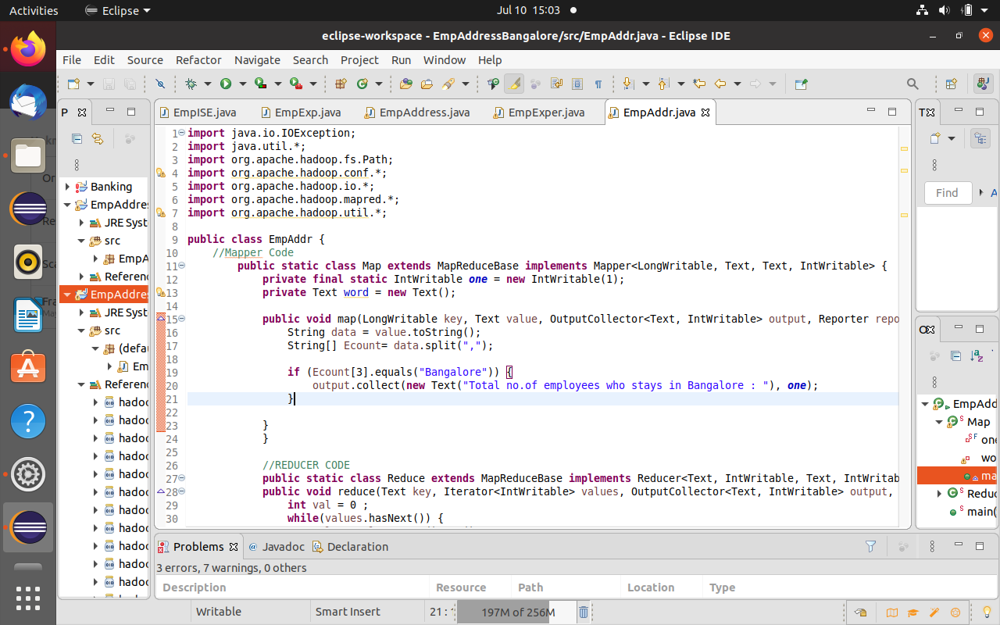 Activities
Eclipse
Jul 10 15:03
eclipse-workspace - EmpAddressBangalore/src/EmpAddr.java - Eclipse IDE
File Edit Source Refactor Navigate Search Project Run Window Help
P
EmpISE.java
EmpExp.java
EmpAddress.java
EmpExper.java
EmpAddr.java
T
Find
Banking
EmpAddre
JRE Syst
src
EmpA
Referenc
EmpAddre
JRE Syst
src
(defau
Em
Referenc
hadoo
hadoo
hadoo
hadoo
hadoo
hadoo
hadoo
hadoo
hadoo
hadoo
hadoo
1 import java.io.IOException;
2 import java.util.*;
3 import org.apache.hadoop.fs.Path;
4 import org.apache.hadoop.conf.*;
5 import org.apache.hadoop.io.*;
6 import org.apache.hadoop.mapred.*;
7 import org.apache.hadoop.util.*;
8
9 public class EmpAddr {
10 //Mapper Code
11 public static class Map extends MapReduceBase implements Mapper<LongWritable, Text, Text, IntWritable> {
12 private final static IntWritable one = new IntWritable(1);
13 private Text word = new Text();
14
15 public void map(LongWritable key, Text value, OutputCollector<Text, IntWritable> output, Reporter repo
16 String data = value.toString();
17 String[] Ecount= data.split(",");
18
19 if (Ecount[3].equals("Bangalore")) {
20 output.collect(new Text("Total no.of employees who stays in Bangalore : "), one);
21 }
22
23 }
24 }
25
26 //REDUCER CODE
27 public static class Reduce extends MapReduceBase implements Reducer<Text, IntWritable, Text, IntWritab
28 public void reduce(Text key, Iterator<IntWritable> values, OutputCollector<Text, IntWritable> output,
29 int val = 0 ;
30 while(values.hasNext()) {
O
EmpAdd
Map
one
wo
ma
Reduc
main(
Problems
Javadoc
Declaration
3 errors, 7 warnings, 0 others
Description Resource Path Location Type
Writable
Smart Insert
21 :
197M of 256M